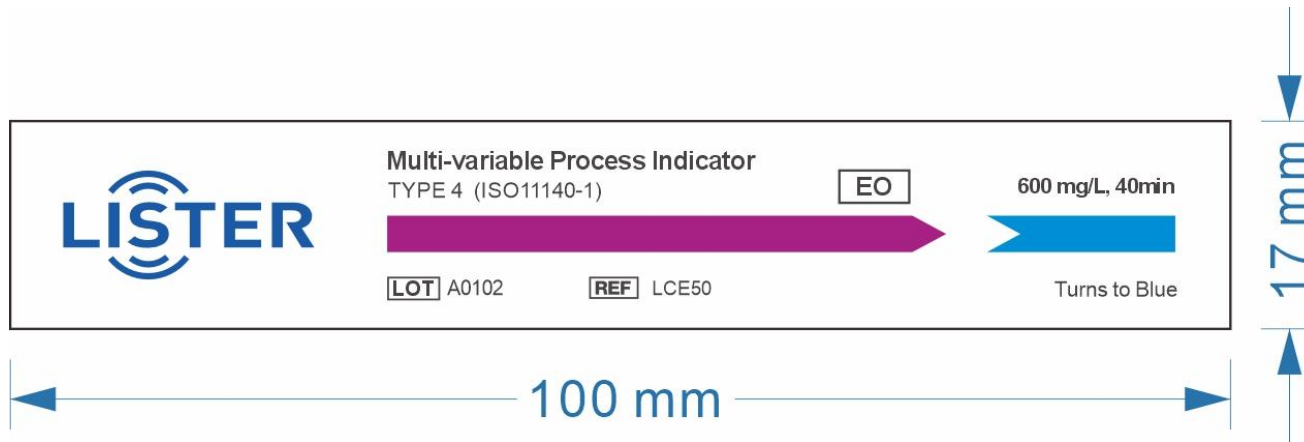 LISTER
Multi-variable Process Indicator
TYPE 4 (ISO11140-1)
EO
600 mg/L, 40min
LOT A0102
REF LCE50
Turns to Blue
17 mm
100 mm